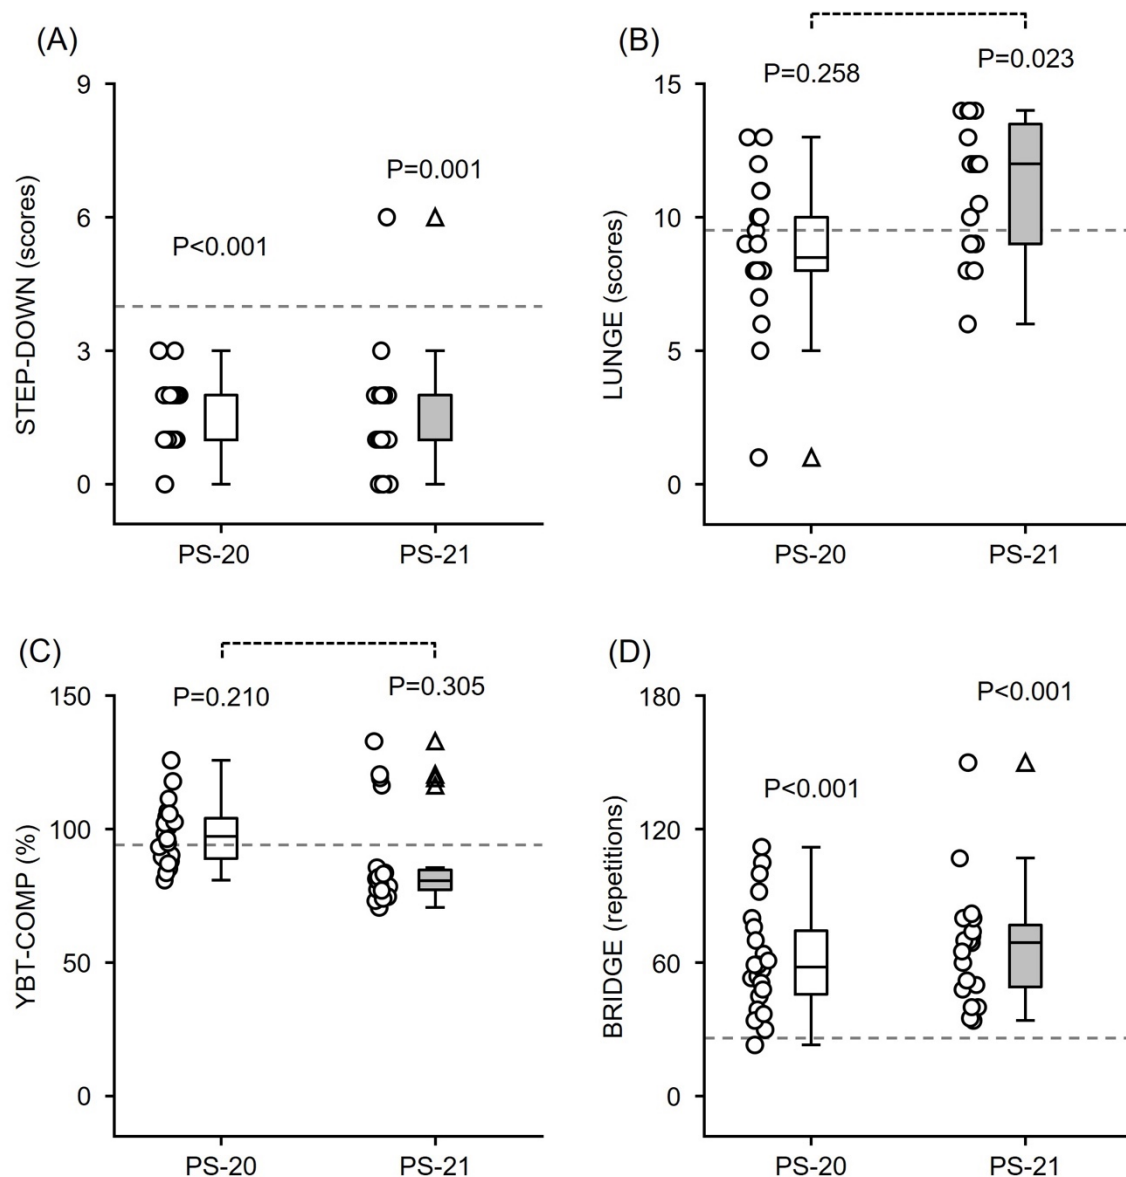 (A)
STEP-DOWN (scores)
9
6
3
0
P<0.001
P=0.001
PS-20
PS-21
(B)
LUNGE (scores)
15
10
5
0
P=0.258
P=0.023
PS-20
PS-21
(C)
YBT-COMP (%)
150
100
50
0
P=0.210
P=0.305
PS-20
PS-21
(D)
BRIDGE (repetitions)
180
120
60
0
P<0.001
P<0.001
PS-20
PS-21